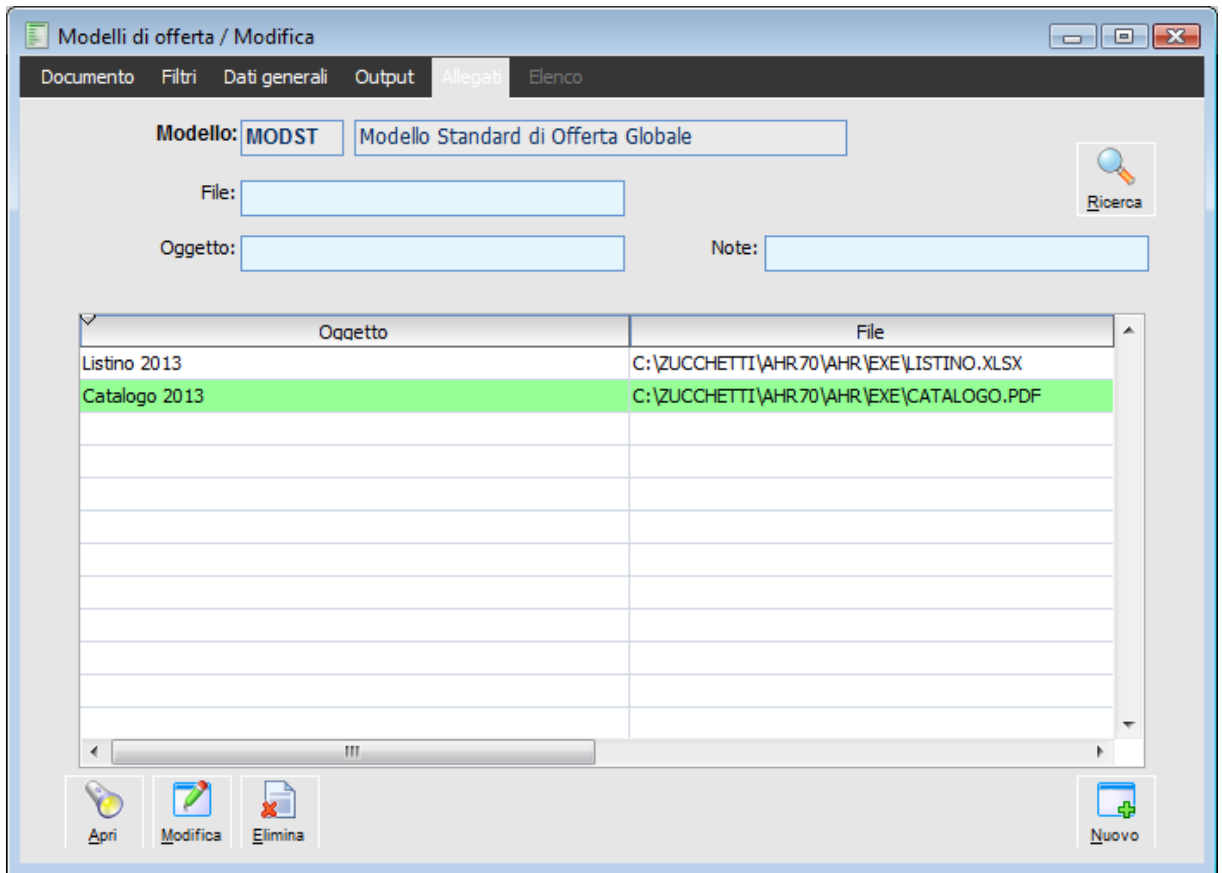 Modelli di offerta / Modifica
Documento Filtri Dati generali Output Allegati Elenco
Modello: MODST Modello Standard di Offerta Globale
File:
Ricerca
Oggetto: Note:
Oggetto File
Listino 2013 C:\ZUCCHETTI\AHR70\AHR\EXE\LISTINO.XLSX
Catalogo 2013 C:\ZUCCHETTI\AHR70\AHR\EXE\CATALOGO.PDF
Apri Modifica Elimina Nuovo